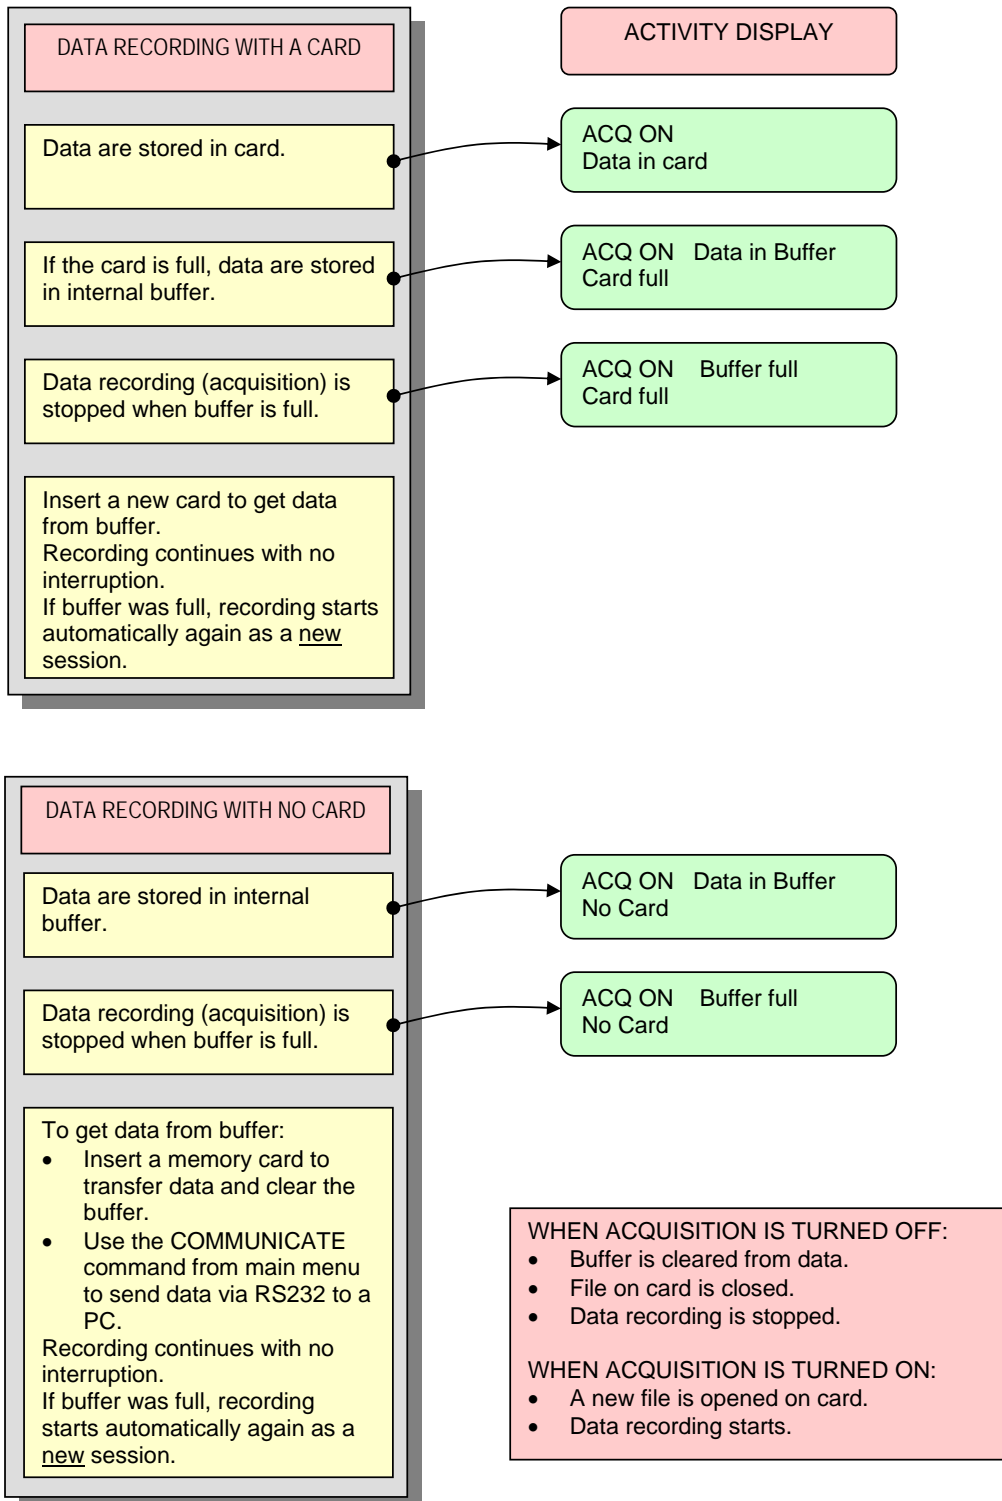 DATA RECORDING WITH A CARD
ACTIVITY DISPLAY
Data are stored in card.
ACQ ON
Data in card
If the card is full, data are stored
in internal buffer.
ACQ ON Data in Buffer
Card full
Data recording (acquisition) is
stopped when buffer is full.
ACQ ON Buffer full
Card full
Insert a new card to get data
from buffer.
Recording continues with no
interruption.
If buffer was full, recording starts
automatically again as a new
session.
DATA RECORDING WITH NO CARD
Data are stored in internal
buffer.
ACQ ON Data in Buffer
No Card
Data recording (acquisition) is
stopped when buffer is full.
ACQ ON Buffer full
No Card
To get data from buffer:
• Insert a memory card to
transfer data and clear the
buffer.
• Use the COMMUNICATE
command from main menu
to send data via RS232 to a
PC.
Recording continues with no
interruption.
If buffer was full, recording
starts automatically again as a
new session.
WHEN ACQUISITION IS TURNED OFF:
• Buffer is cleared from data.
• File on card is closed.
• Data recording is stopped.
WHEN ACQUISITION IS TURNED ON:
• A new file is opened on card.
• Data recording starts.